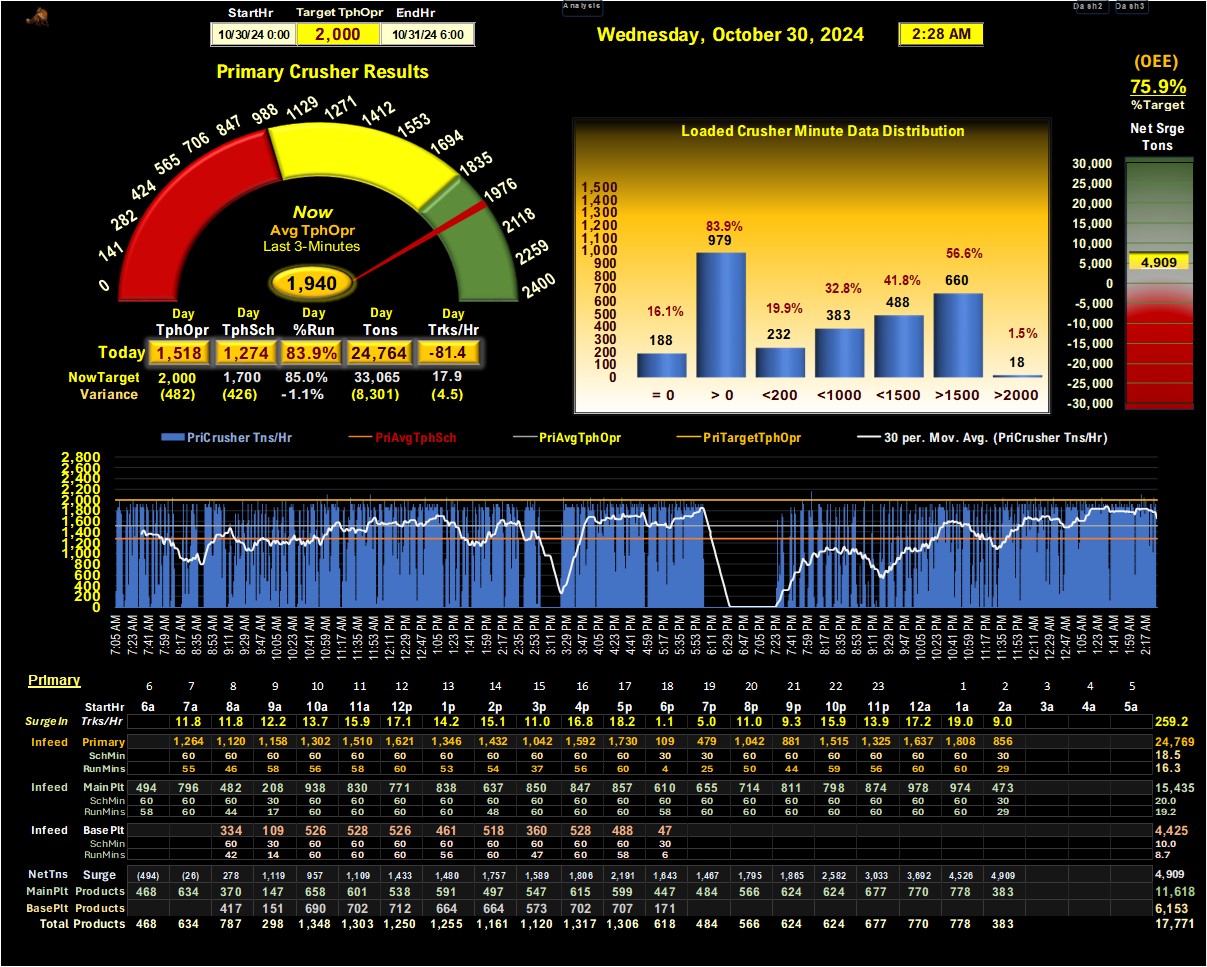 StartHr Target TphOpr EndHr
10/30/24 0:00 2,000 10/31/24 6:00
Analysis
Dash2 Dash3
Wednesday, October 30, 2024 2:28 AM
Primary Crusher Results
0 141 282 424 565 706 847 988 1129 1271 1412 1553 1694 1835 1976 2118 2259 2400
Now
Avg TphOpr
Last 3-Minutes
1,940
Day Day Day Day Day
TphOpr TphSch %Run Tons Trks/Hr
Today 1,518 1,274 83.9% 24,764 -81.4
NowTarget 2,000 1,700 85.0% 33,065 17.9
Variance (482) (426) -1.1% (8,301) (4.5)
Loaded Crusher Minute Data Distribution
1,500
1,400
1,300
1,200
1,100
1,000
900
800
700
600
500
400
300
200
100
0
16.1% 83.9% 19.9% 32.8% 41.8% 56.6% 1.5%
188 979 232 383 488 660 18
= 0 > 0 <200 <1000 <1500 >1500 >2000
(OEE)
75.9%
%Target
Net Srge
Tons
30,000
25,000
20,000
15,000
10,000
5,000
0
-5,000
-10,000
-15,000
-20,000
-25,000
-30,000
4,909
PriCrusher Tns/Hr PriAvgTphSch PriAvgTphOpr PriTargetTphOpr 30 per. Mov. Avg. (PriCrusher Tns/Hr)
2,800
2,600
2,400
2,200
2,000
1,800
1,600
1,400
1,200
1,000
800
600
400
200
0
7:05 AM 7:23 AM 7:41 AM 8:17 AM 8:35 AM 8:53 AM 9:11 AM 9:29 AM 9:47 AM 10:05 AM 10:23 AM 10:41 AM 10:59 AM 11:17 AM 11:35 AM 11:53 AM 12:11 PM 12:29 PM 12:47 PM 1:05 PM 1:23 PM 1:41 PM 1:59 PM 2:17 PM 2:35 PM 2:53 PM 3:11 PM 3:29 PM 3:47 PM 4:05 PM 4:23 PM 4:41 PM 4:59 PM 5:17 PM 5:35 PM 5:53 PM 6:11 PM 6:29 PM 6:47 PM 7:05 PM 7:23 PM 7:41 PM 7:59 PM 8:17 PM 8:35 PM 8:53 PM 9:11 PM 9:29 PM 9:47 PM 10:05 PM 10:23 PM 10:41 PM 10:59 PM 11:17 PM 11:35 PM 11:53 PM 12:11 AM 12:29 AM 12:47 AM 1:05 AM 1:23 AM 1:41 AM 1:59 AM 2:17 AM
Primary
6 7 8 9 10 11 12 13 14 15 16 17 18 19 20 21 22 23 1 2 3 4 5
StartHr 6a 7a 8a 9a 10a 11a 12p 1p 2p 3p 4p 5p 6p 7p 8p 9p 10p 11p 12a 1a 2a 3a 4a 5a
SurgeIn Trks/Hr 11.8 11.8 12.2 13.7 15.9 17.1 14.2 15.1 11.0 16.8 18.2 1.1 5.0 11.0 9.3 15.9 13.9 17.2 19.0 9.0 259.2
Infeed Primary 1,264 1,120 1,158 1,302 1,510 1,621 1,346 1,432 1,042 1,592 1,730 109 479 1,042 881 1,515 1,325 1,637 1,808 856 24,769
SchMin 60 60 30 60 60 60 60 60 60 60 60 30 30 60 60 60 60 60 60 30 18.5
RunMins 55 46 58 56 58 60 53 54 37 56 60 4 25 50 44 59 56 60 60 29 16.3
Infeed MainPlt 494 796 482 208 938 830 771 838 637 850 847 857 610 655 714 811 798 874 978 974 473 15,435
SchMin 60 60 60 30 60 60 60 60 60 60 60 60 60 60 60 60 60 60 60 60 30 20.0
RunMins 58 60 44 17 60 60 60 60 48 60 60 60 58 60 60 60 60 60 60 60 29 19.2
Infeed Base Plt 334 109 526 528 526 461 518 360 528 488 47 4,425
SchMin 60 30 60 60 60 60 60 60 60 60 30 10.0
RunMins 42 14 60 60 60 56 60 47 60 58 6 8.7
NetTns Surge (494) (26) 278 1,119 957 1,109 1,433 1,480 1,757 1,589 1,806 2,191 1,643 1,467 1,795 1,865 2,582 3,033 3,692 4,526 4,909 4,909
MainPlt Products 468 634 370 147 658 601 538 591 497 547 615 599 447 484 566 624 624 677 770 778 383 11,618
BasePlt Products 417 151 690 702 712 664 664 573 702 707 171 6,153
Total Products 468 634 787 298 1,348 1,303 1,250 1,255 1,161 1,120 1,317 1,306 618 484 566 624 624 677 770 778 383 17,771